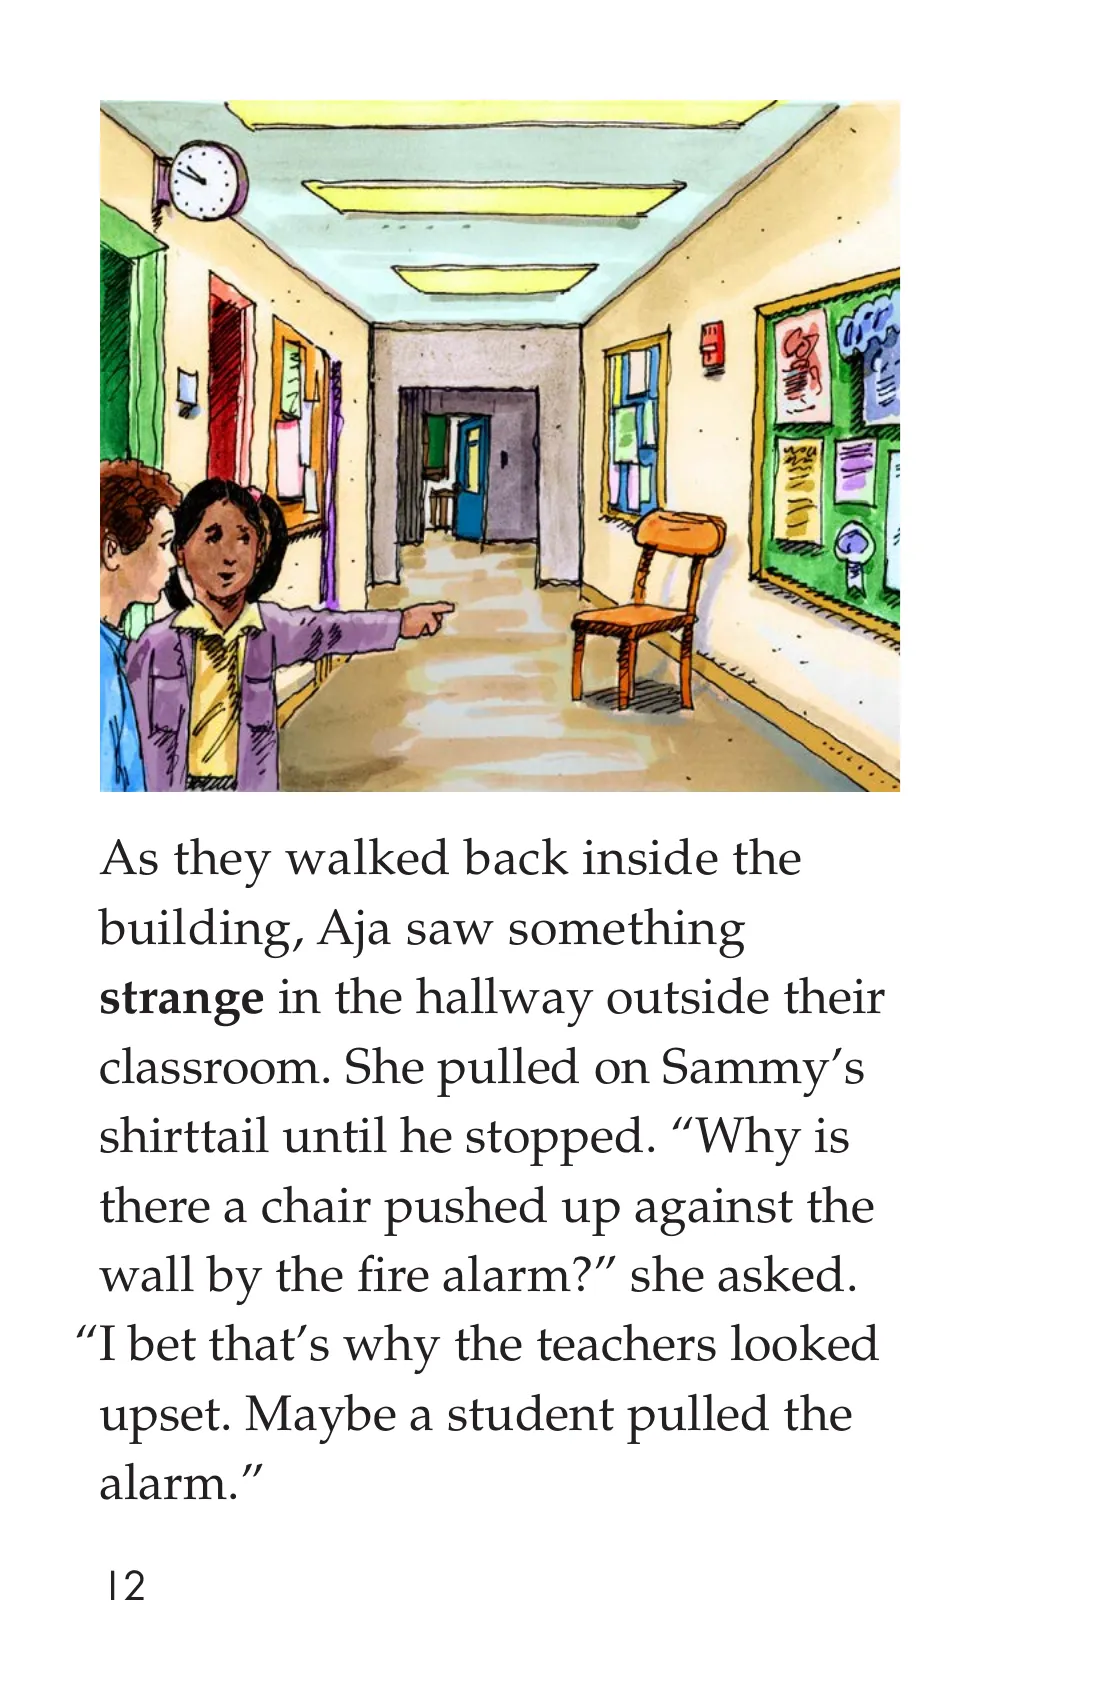 As they walked back inside the
building, Aja saw something
strange in the hallway outside their
classroom. She pulled on Sammy’s
shirttail until he stopped. “Why is
there a chair pushed up against the
wall by the fire alarm?” she asked.
“I bet that’s why the teachers looked
upset. Maybe a student pulled the
alarm.”
12